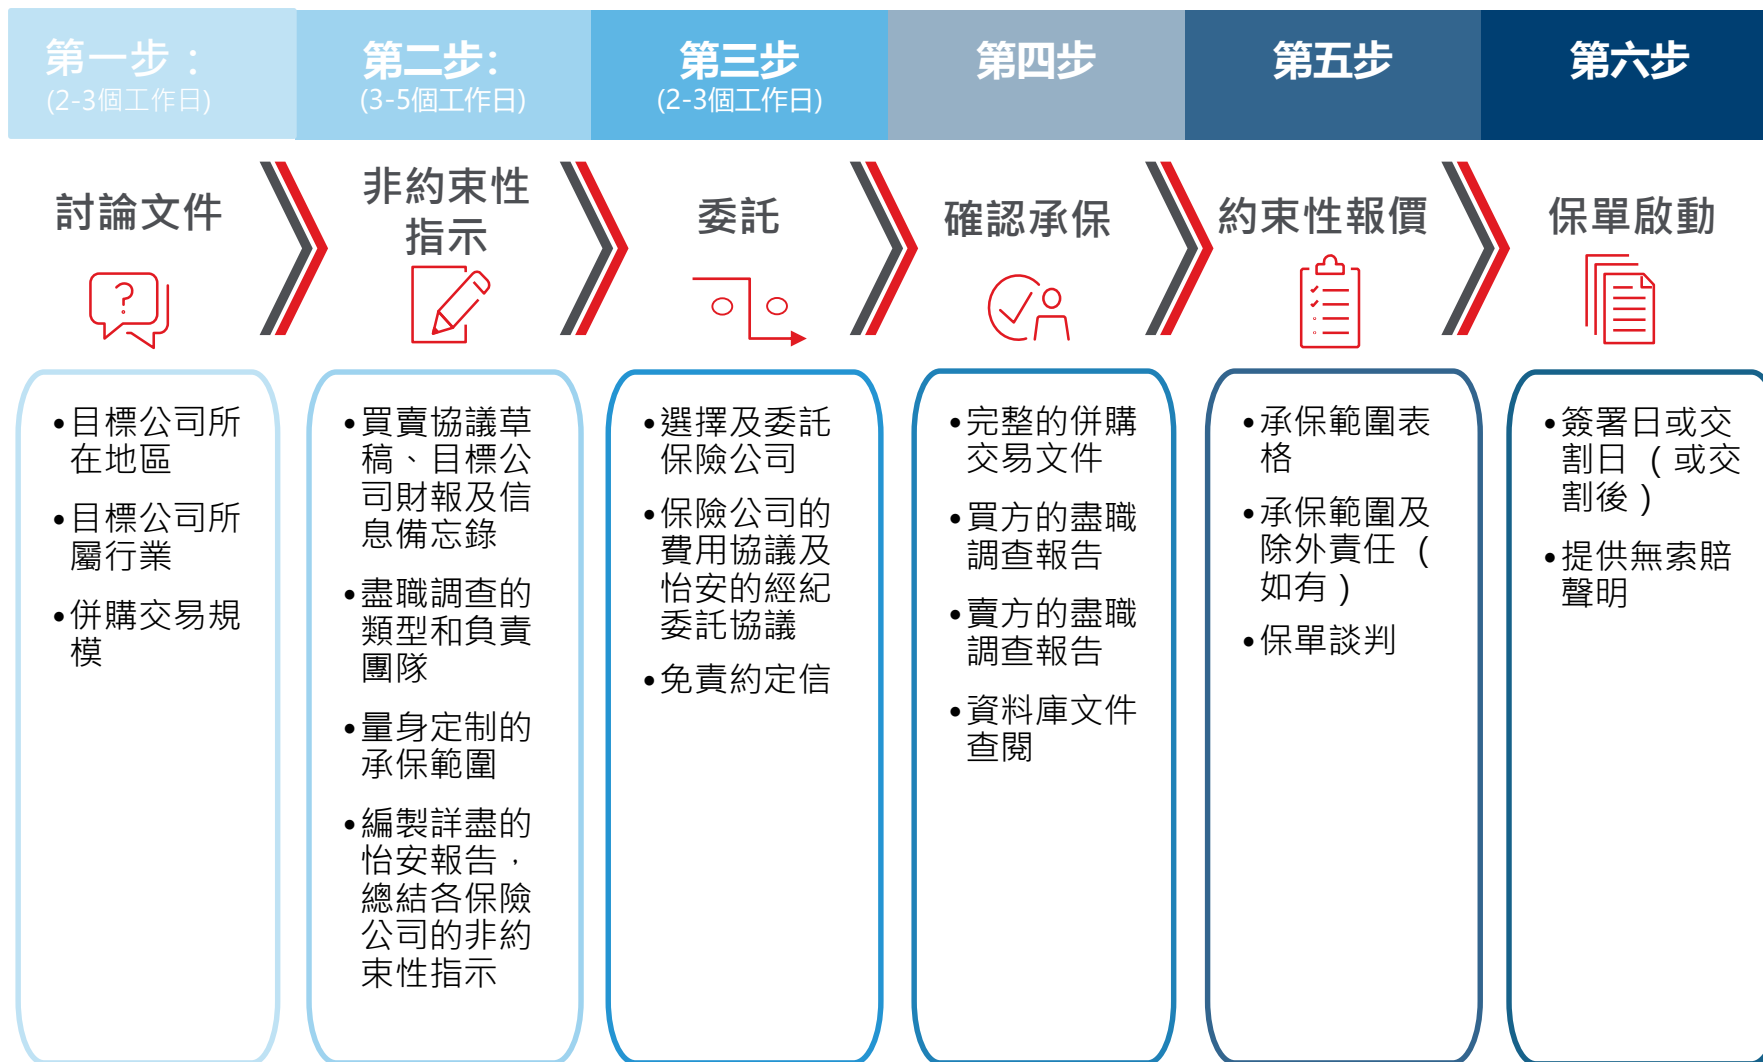 第一步：
(2-3個工作日)
第二步：
(3-5個工作日)
第三步
(2-3個工作日)
第四步
第五步
第六步
討論文件
非約束性
指示
委託
確認承保
約束性報價
保單啟動
•目標公司所
在地區
•目標公司所
屬行業
•併購交易規
模
•買賣協議草
稿、目標公
司財報及信
息備忘錄
•盡職調查的
類型和負責
團隊
•量身定制的
承保範圍
•編製詳盡的
怡安報告，
總結各保險
公司的非約
束性指示
•選擇及委託
保險公司
•保險公司的
費用協議及
怡安的經紀
委託協議
•免責約定信
•完整的併購
交易文件
•買方的盡職
調查報告
•賣方的盡職
調查報告
•資料庫文件
查閱
•承保範圍表
格
•承保範圍及
除外責任（
如有）
•保單談判
•簽署日或交
割日（或交
割後）
•提供無索賠
聲明